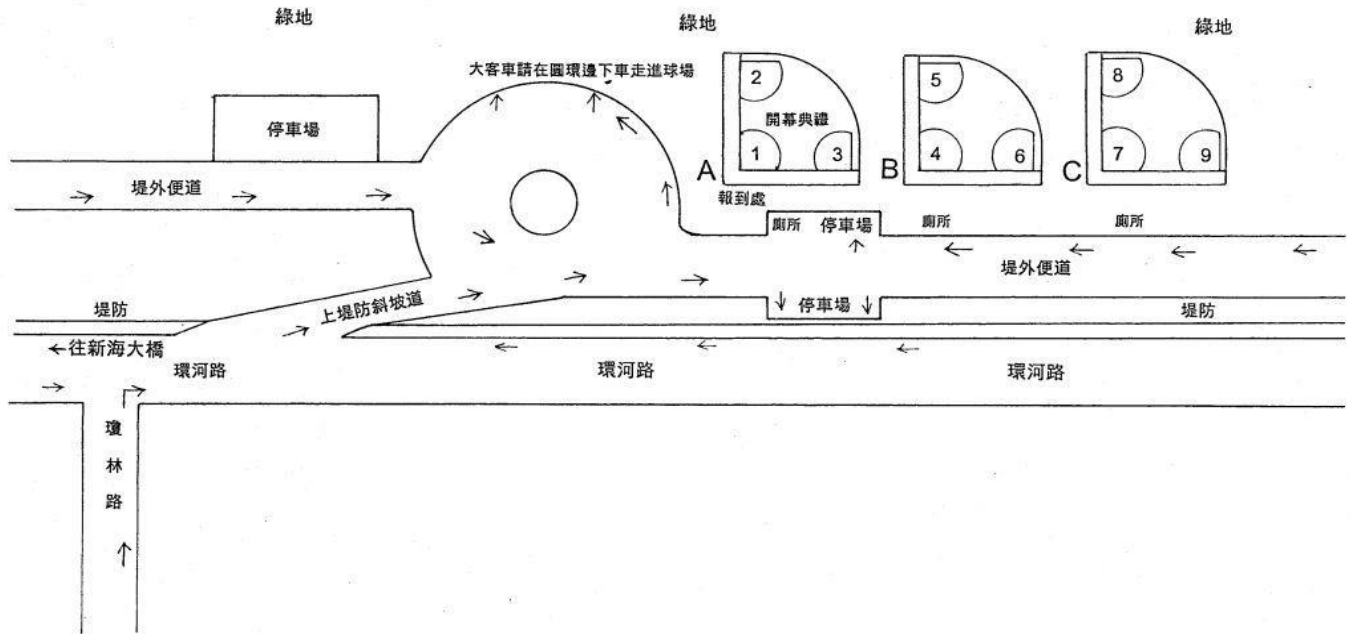 綠地
綠地
綠地
大客車請在圓環邊下車走進球場
停車場
2
5
8
開幕典禮
1
3
4
6
7
9
A
B
C
堤外便道
報到處
廁所
停車場
廁所
廁所
堤外便道
上堤防斜坡道
停車場
堤防
堤防
往新海大橋
環河路
環河路
環河路
瓊林路